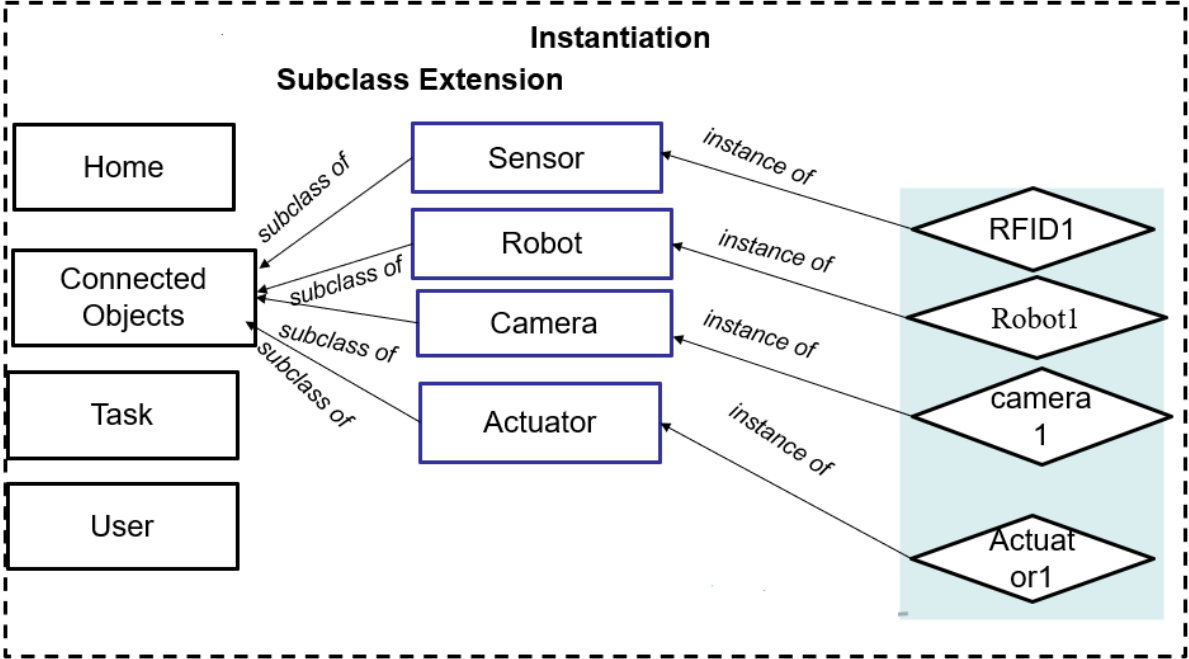 Instantiation
Subclass Extension
Home
Connected
Objects
Task
User
subclass of
subclass of
subclass of
subclass of
Sensor
Robot
Camera
Actuator
instance of
instance of
instance of
instance of
RFID1
Robot1
camera
1
Actuat
or1